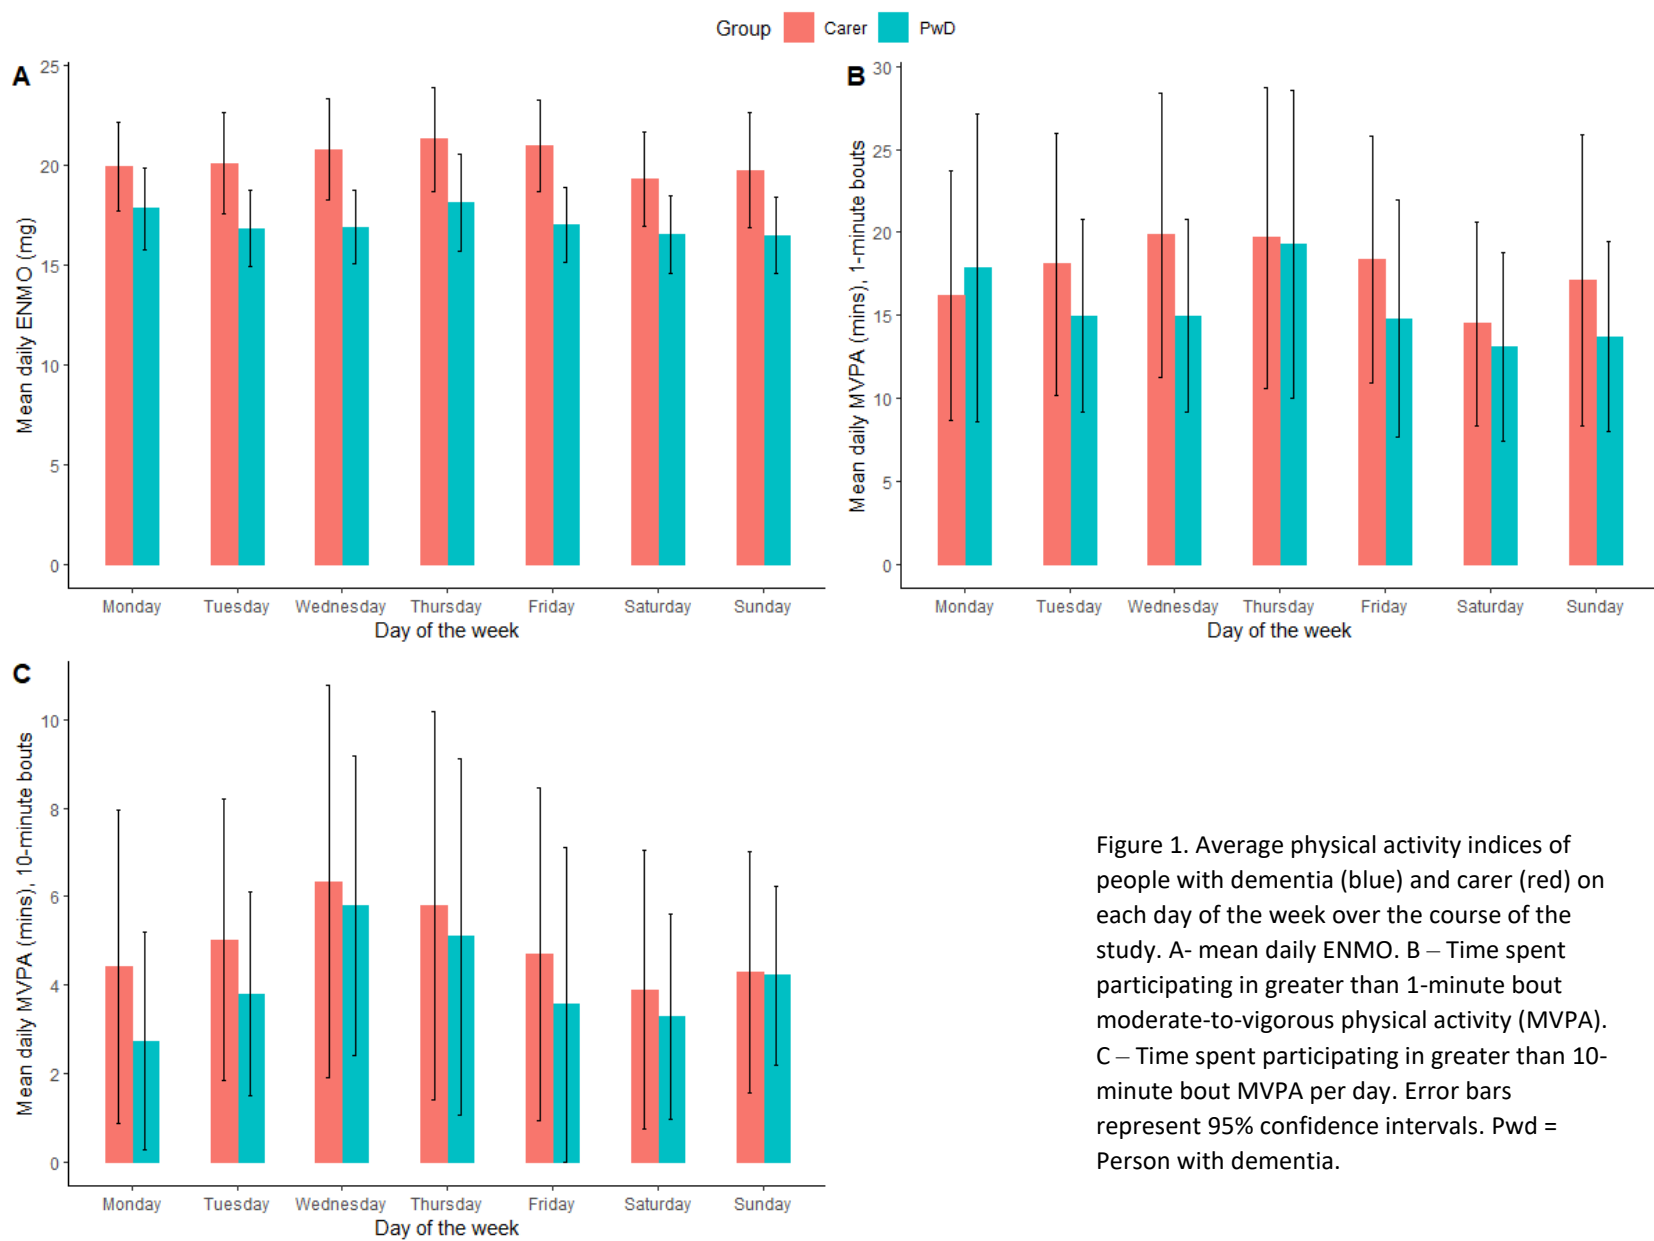 Group Carer PwD
A
25
20
15
10
5
0
Mean daily ENMO (mg)
Monday Tuesday Wednesday Thursday Friday Saturday Sunday
Day of the week
B
30
25
20
15
10
5
0
Mean daily MVPA (mins), 1-minute bouts
Monday Tuesday Wednesday Thursday Friday Saturday Sunday
Day of the week
C
10
8
6
4
2
0
Mean daily MVPA (mins), 10-minute bouts
Monday Tuesday Wednesday Thursday Friday Saturday Sunday
Day of the week
Figure 1. Average physical activity indices of
people with dementia (blue) and carer (red) on
each day of the week over the course of the
study. A- mean daily ENMO. B – Time spent
participating in greater than 1-minute bout
moderate-to-vigorous physical activity (MVPA).
C – Time spent participating in greater than 10-
minute bout MVPA per day. Error bars
represent 95% confidence intervals. Pwd =
Person with dementia.